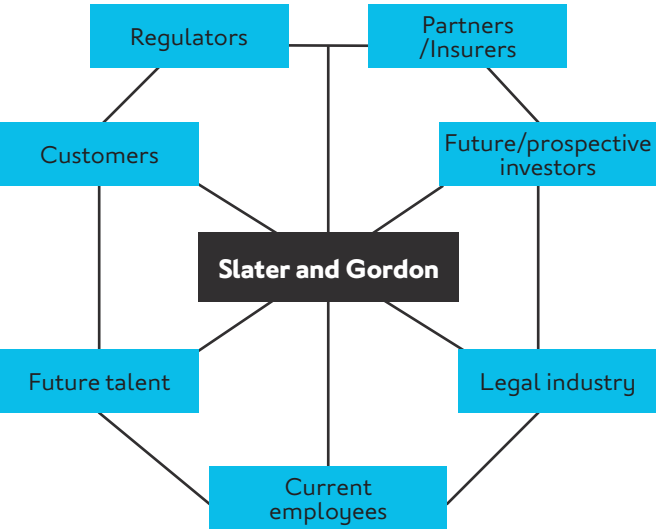 Regulators
Partners
/Insurers
Customers
Future/prospective
investors
Slater and Gordon
Future talent
Legal industry
Current
employees